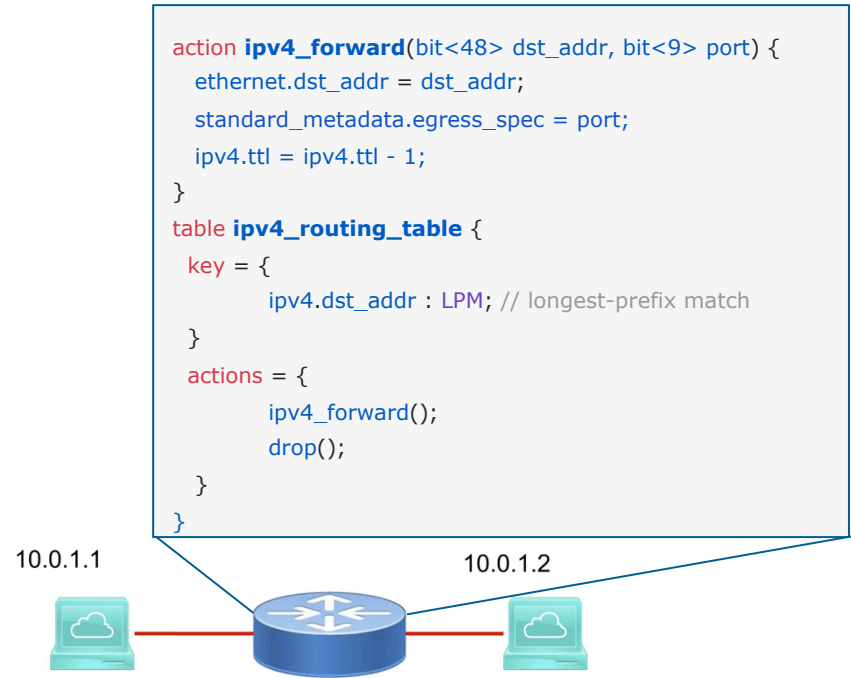 action ipv4_forward(bit<48> dst_addr, bit<9> port) {
ethernet.dst_addr = dst_addr;
standard_metadata.egress_spec = port;
ipv4.ttl = ipv4.ttl - 1;
}
table ipv4_routing_table {
key = {
ipv4.dst_addr : LPM; // longest-prefix match
}
actions = {
ipv4_forward();
drop();
}
}
10.0.1.1
10.0.1.2